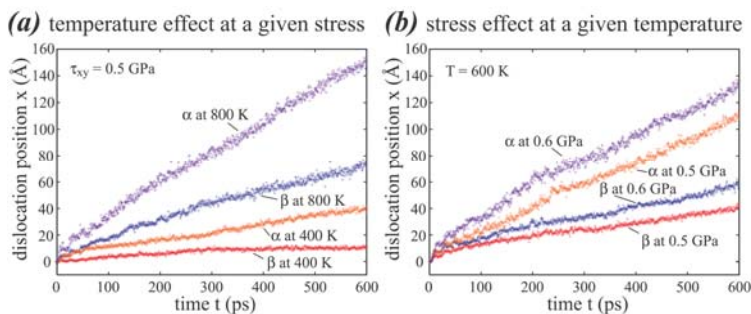 (a) temperature effect at a given stress
160
140
120
100
80
60
40
20
0
dislocation position x (Å)
τxy = 0.5 GPa
α at 800 K
β at 800 K
α at 400 K
β at 400 K
0 100 200 300 400 500 600
time t (ps)
(b) stress effect at a given temperature
160
140
120
100
80
60
40
20
0
dislocation position x (Å)
T = 600 K
α at 0.6 GPa
α at 0.5 GPa
β at 0.6 GPa
β at 0.5 GPa
0 100 200 300 400 500 600
time t (ps)